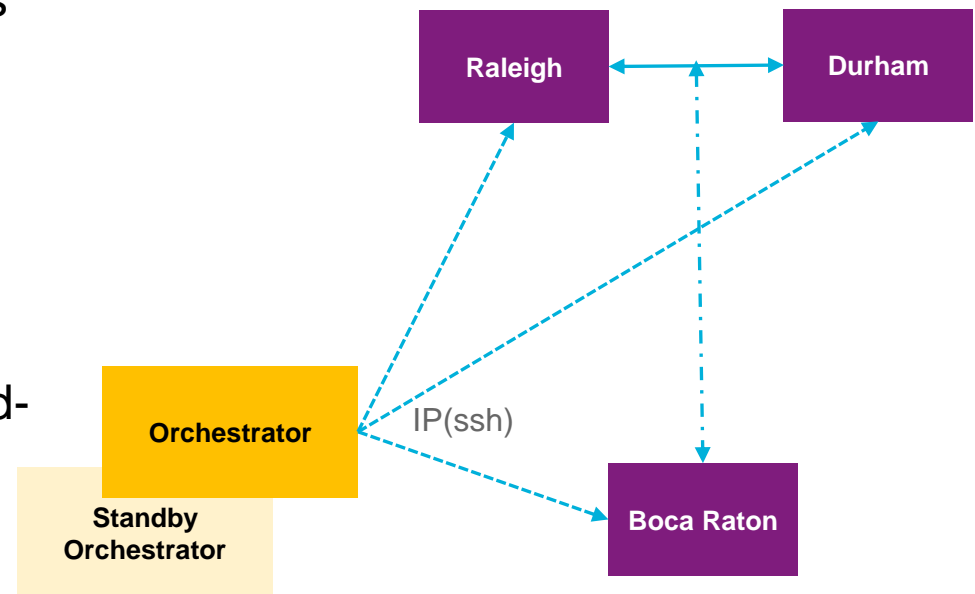 s
Raleigh
Durham
d-
Orchestrator
IP(ssh)
Standby
Orchestrator
Boca Raton